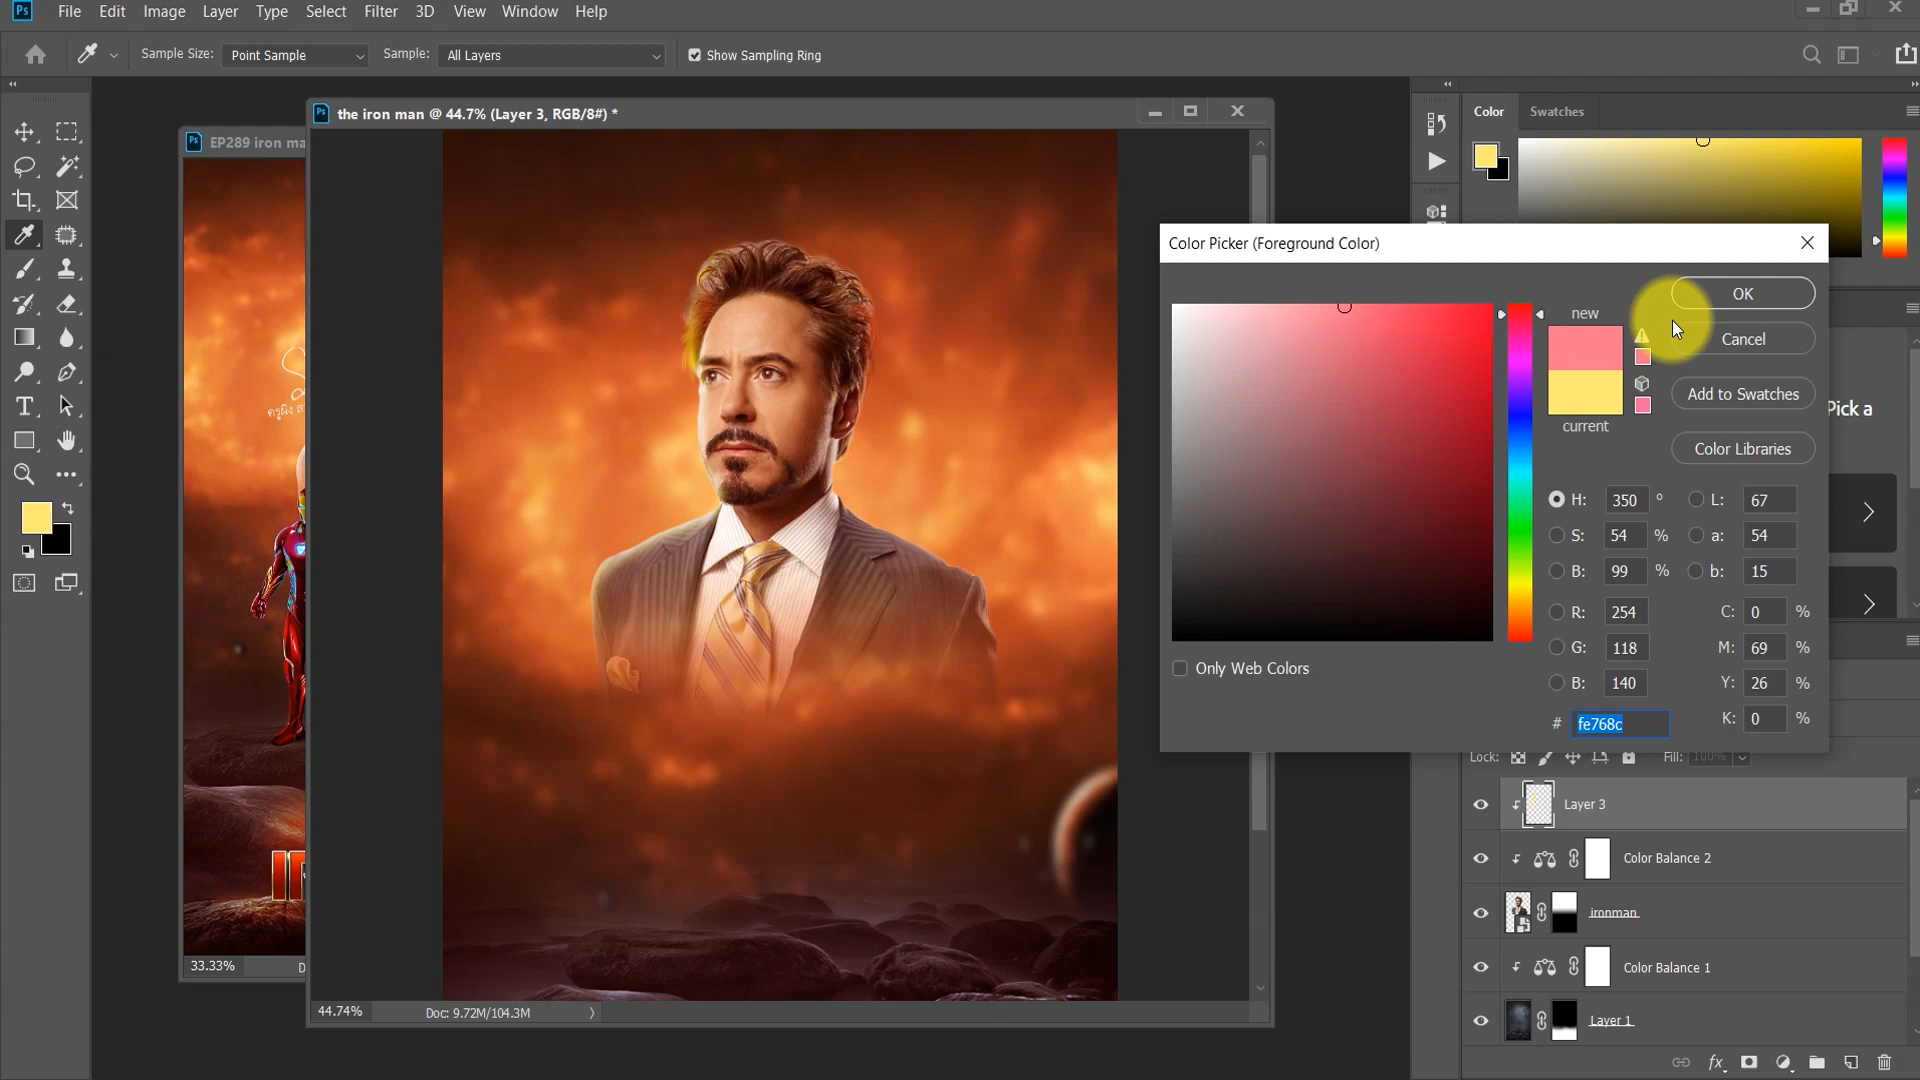 Ps File Edit Image Layer Type Select Filter 3D View Window Help
Sample Size: Point Sample Sample: All Layers Show Sampling Ring
Ps the iron man @ 44.7% (Layer 3, RGB/8#) *
Ps EP289 iron ma
Color Swatches
Color Picker (Foreground Color)
new
OK
Cancel
Add to Swatches
current
Color Libraries
Pick a
H: 350 ° L: 67
S: 54 % a: 54
B: 99 % b: 15
R: 254 C: 0 %
G: 118 M: 69 %
B: 140 Y: 26 %
# fe768c K: 0 %
Only Web Colors
Lock: Fill: 100%
Layer 3
Color Balance 2
ironman
Color Balance 1
Layer 1
33.33% D
44.74% Doc: 9.72M/104.3M
T
fx